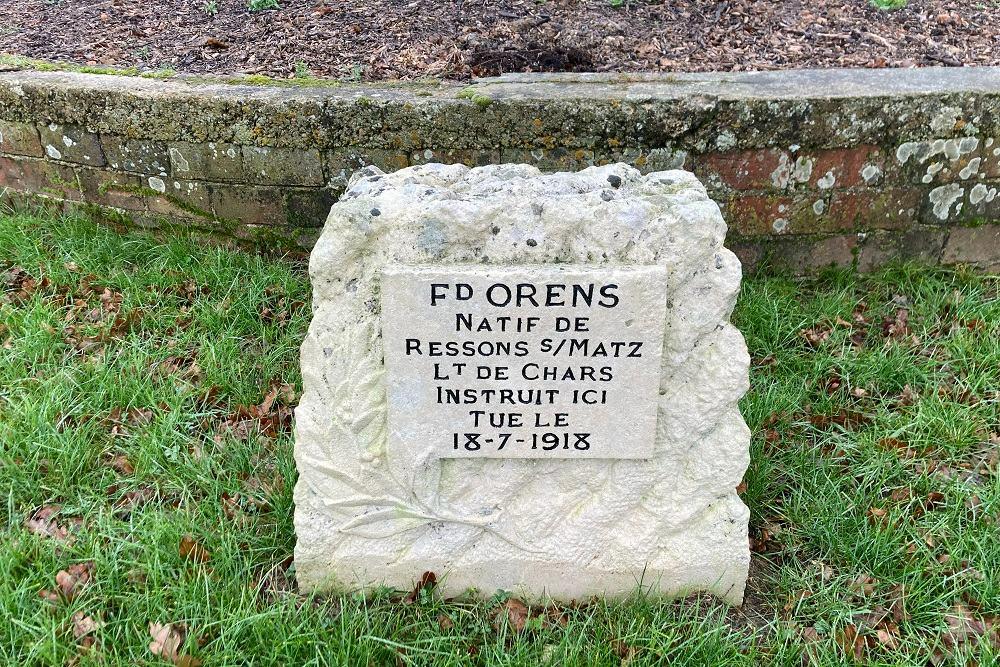 FD ORENS
NATIF DE
RESSONS S/MATZ
LT DE CHARS
INSTRUIT ICI
TUE LE
18-7-1918